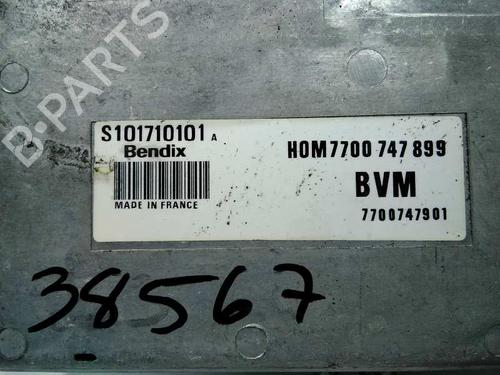 B-PARTS
S101710101 A
Bendix
MADE IN FRANCE
HOM7700 747 899
BVM
7700747901
38567